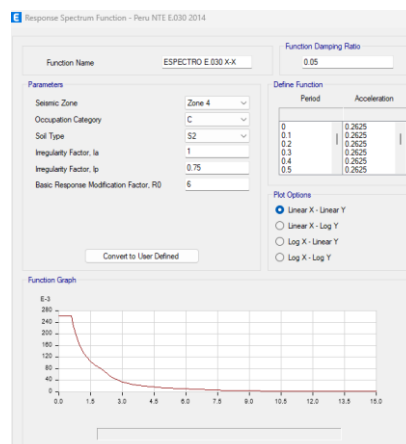 E Response Spectrum Function - Peru NTE E.030 2014
Function Name
ESPECTRO E.030 X-X
Function Damping Ratio
0.05
Parameters
Seismic Zone Zone 4
Occupation Category C
Soil Type S2
Irregularity Factor, Ia 1
Irregularity Factor, Ip 0.75
Basic Response Modification Factor, R0 6
Convert to User Defined
Define Function
Period Acceleration
0 0.2625
0.1 0.2625
0.2 0.2625
0.3 0.2625
0.4 0.2625
0.5 0.2625
Plot Options
Linear X - Linear Y
Linear X - Log Y
Log X - Linear Y
Log X - Log Y
Function Graph
E-3
280
240
200
160
120
80
40
0
0.0 1.5 3.0 4.5 6.0 7.5 9.0 10.5 12.0 13.5 15.0